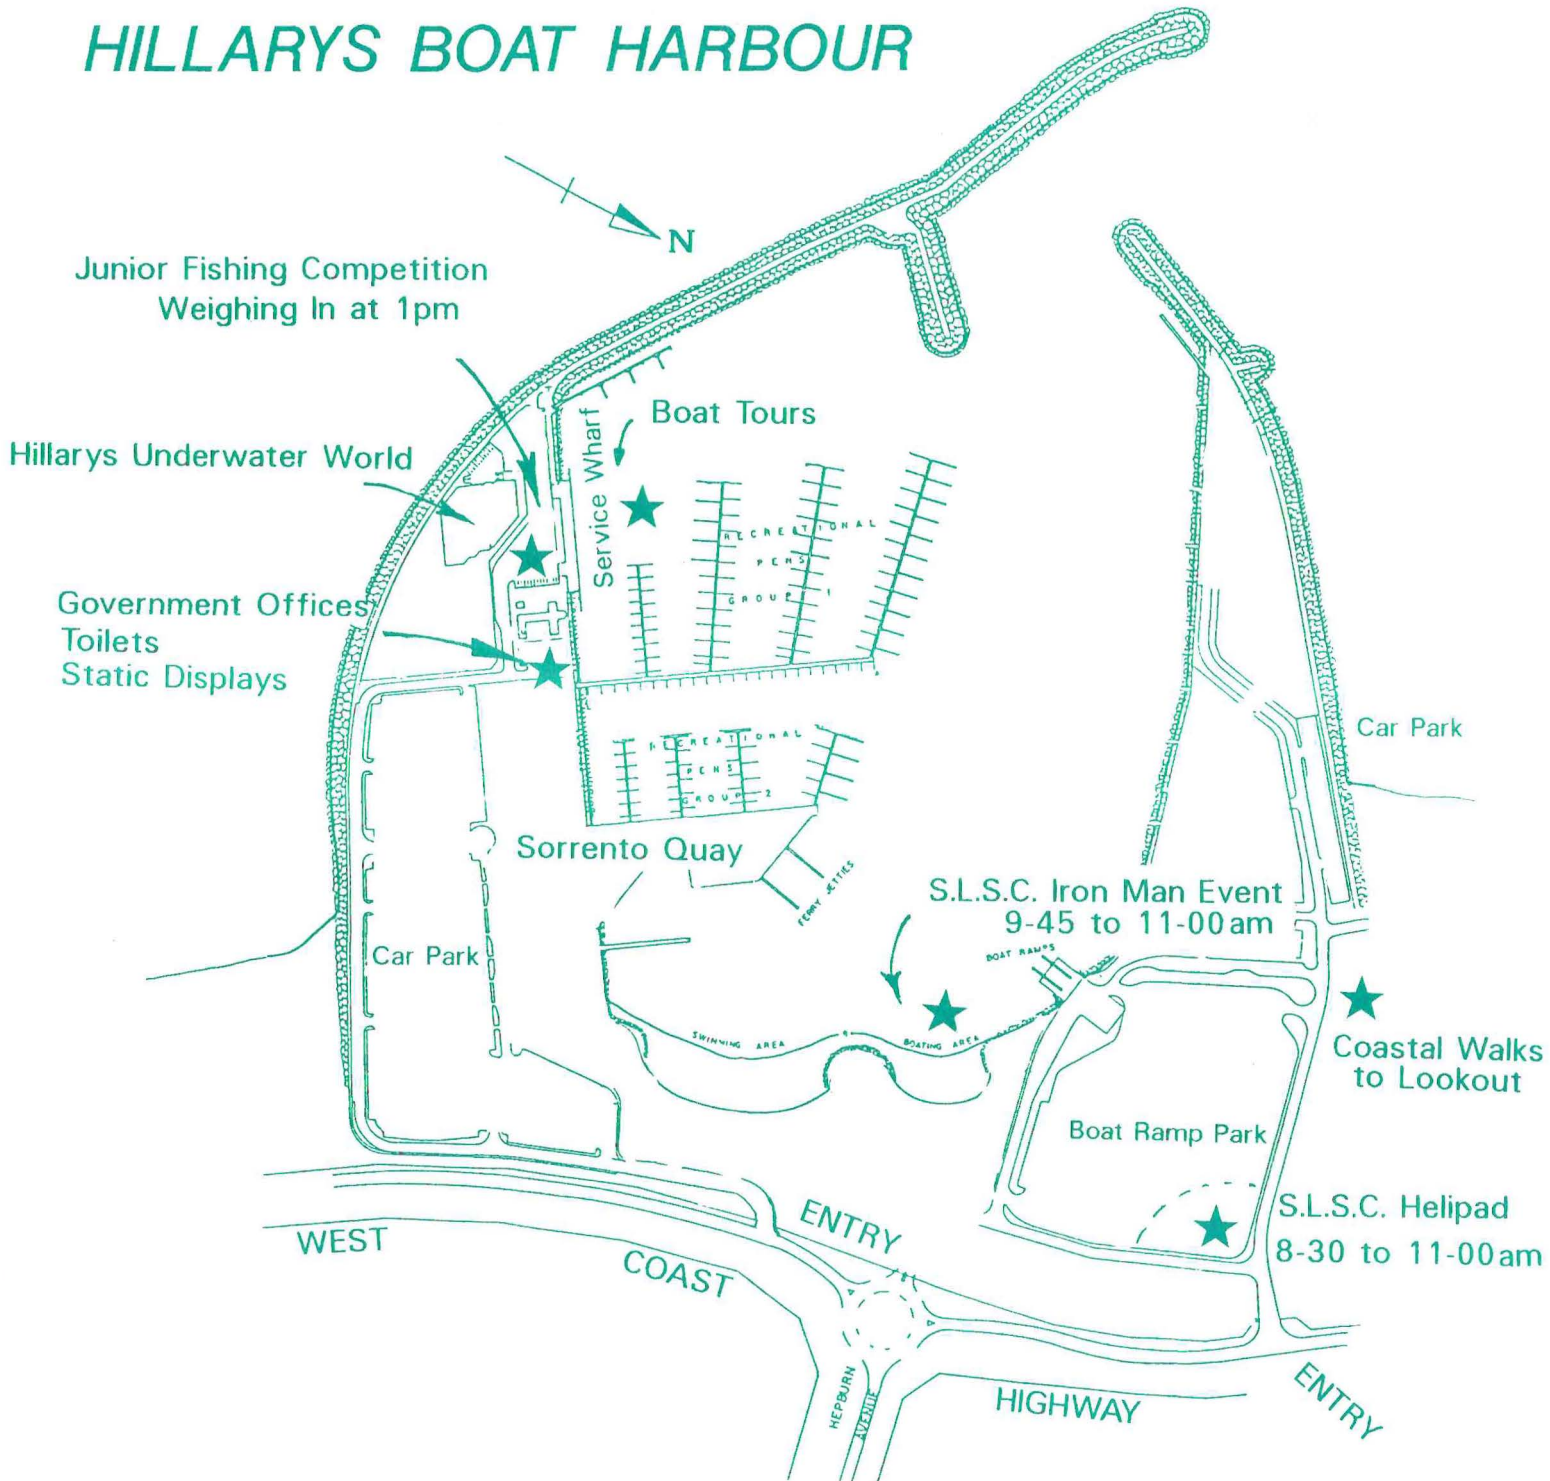 HILLARYS BOAT HARBOUR
N
Junior Fishing Competition
Weighing In at 1pm
Boat Tours
Hillarys Underwater World
Service Wharf
RECREATIONAL
PENS
GROUP 1
Government Offices
Toilets
Static Displays
Car Park
RECREATIONAL
PENS
GROUP 2
Sorrento Quay
FERRY JETTIES
S.L.S.C. Iron Man Event
9-45 to 11-00am
Car Park
BOAT RAMPS
SWINNING AREA
BOATING AREA
Coastal Walks
to Lookout
Boat Ramp Park
S.L.S.C. Helipad
8-30 to 11-00am
WEST
COAST
ENTRY
HEPBURN
AVENUE
HIGHWAY
ENTRY